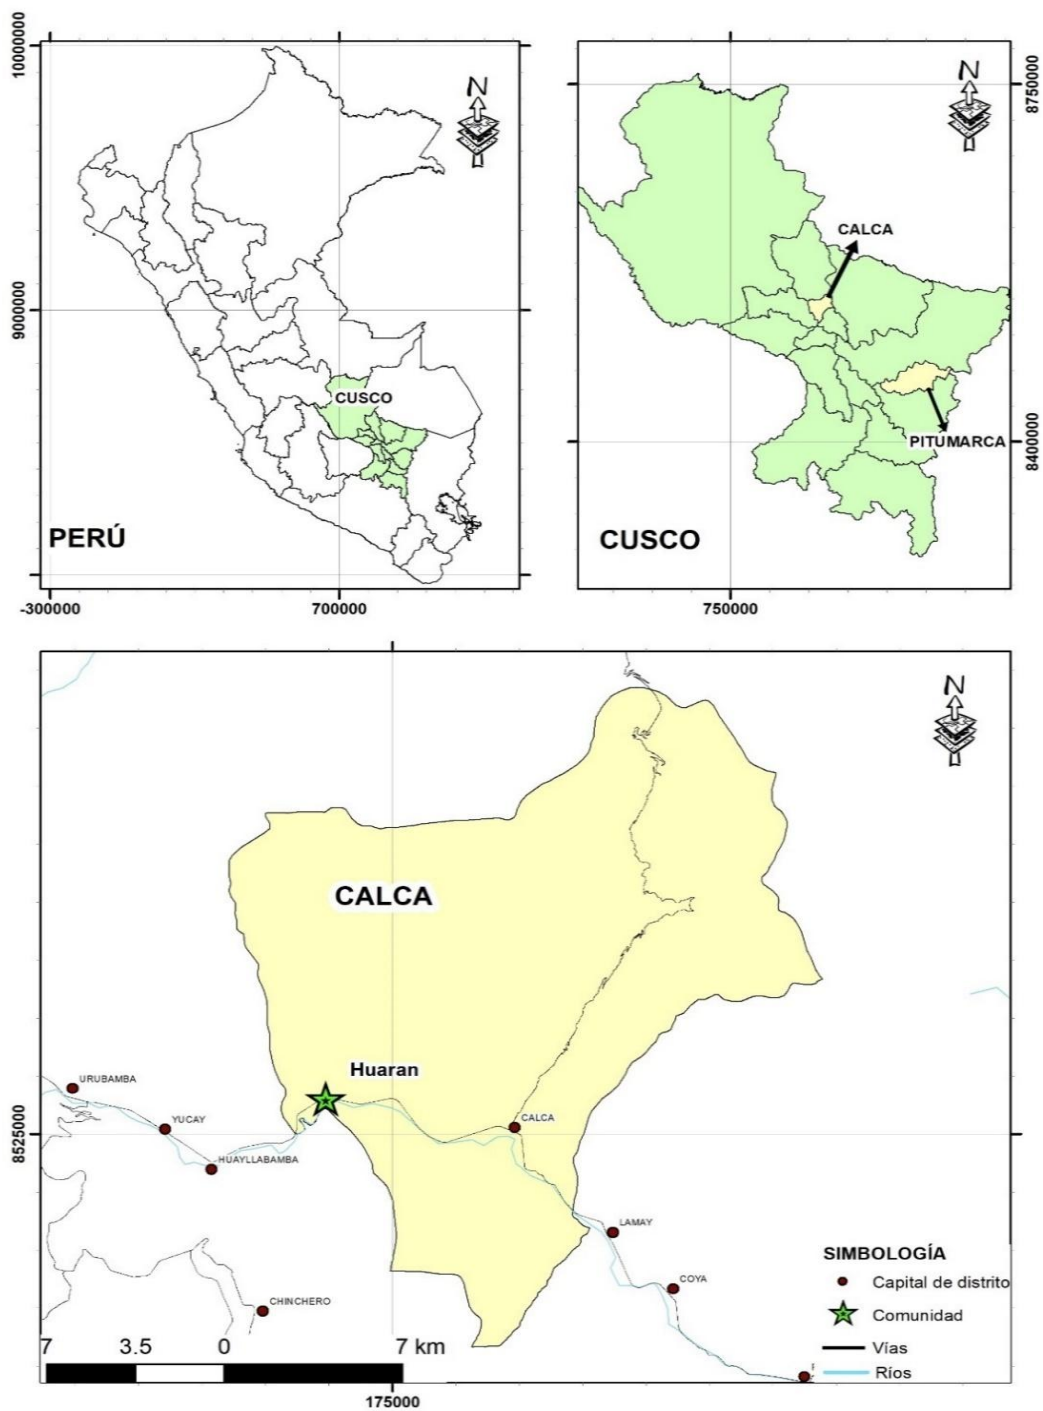 10000000
N
9000000
CUSCO
PERÚ
-300000
700000
8750000
N
CALCA
PITUMARCA
8400000
CUSCO
750000
N
CALCA
Huaran
URUBAMBA
YUCAY
HUAYLLABAMBA
CALCA
8525000
LAMAY
COYA
CHINCHERO
SIMBOLOGÍA
Capital de distrito
Comunidad
Vías
Ríos
7 3.5 0 7 km
175000